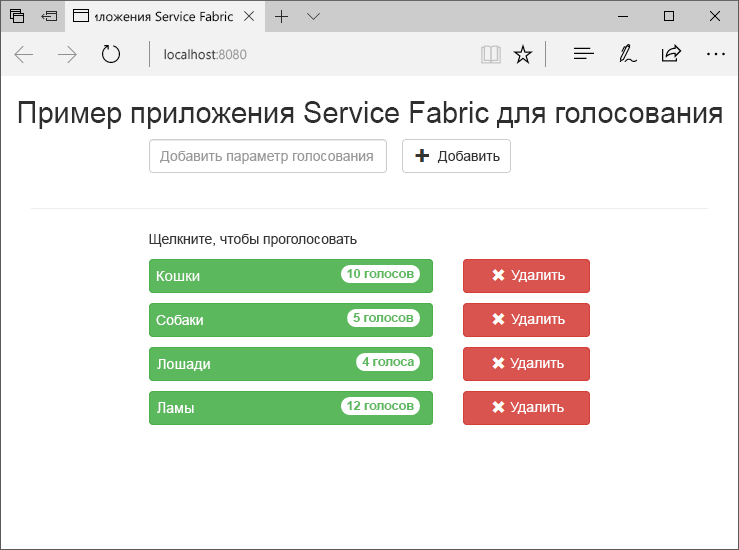 иложения Service Fabric
localhost:8080
Пример приложения Service Fabric для голосования
Добавить параметр голосования
Добавить
Щелкните, чтобы проголосовать
Кошки 10 голосов Удалить
Собаки 5 голосов Удалить
Лошади 4 голоса Удалить
Ламы 12 голосов Удалить